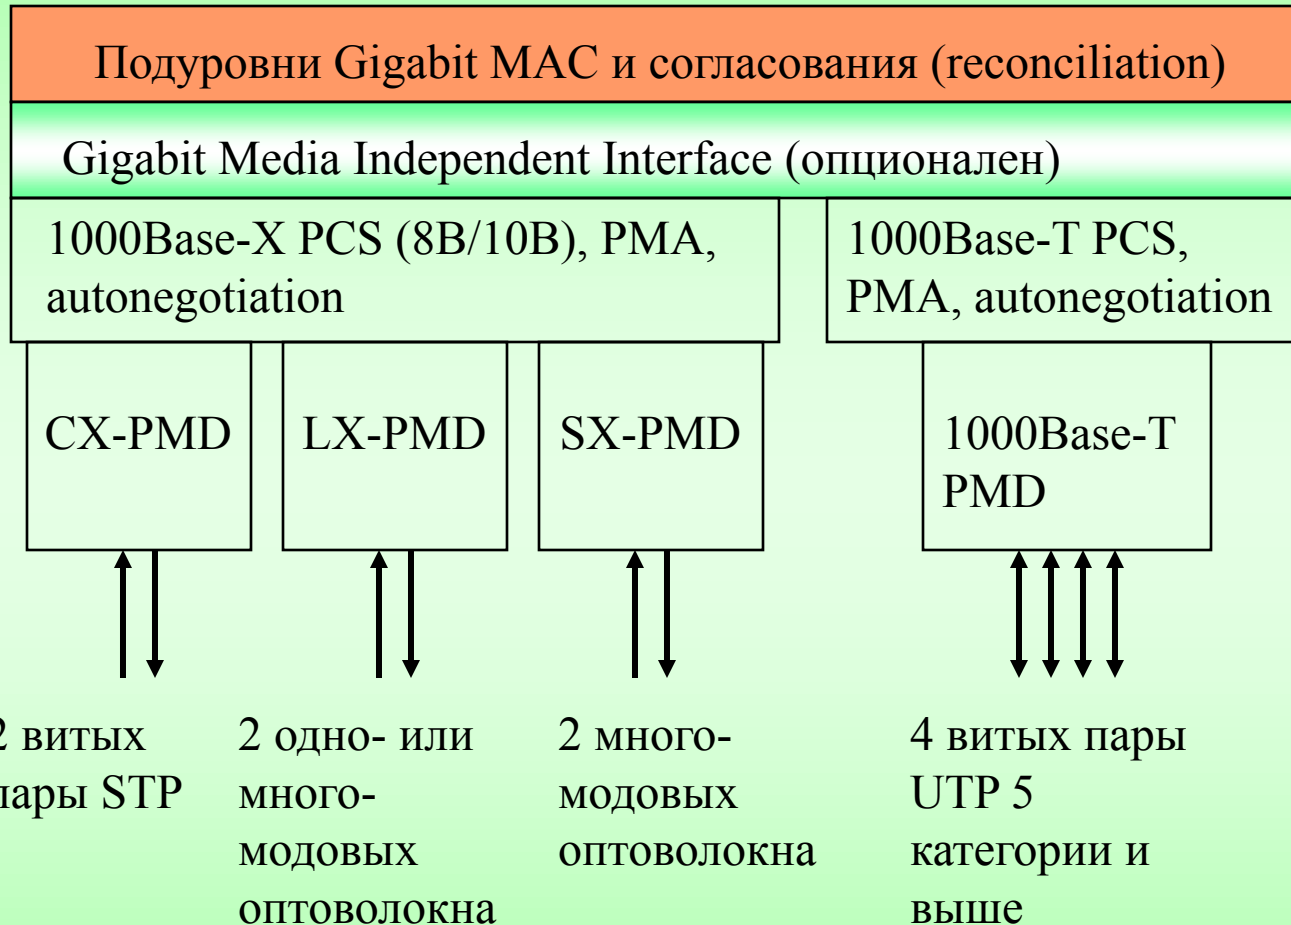 Подуровни Gigabit MAC и согласования (reconciliation)
Gigabit Media Independent Interface (опционален)
1000Base-X PCS (8B/10B), PMA,
autonegotiation
1000Base-T PCS,
PMA, autonegotiation
CX-PMD
LX-PMD
SX-PMD
1000Base-T
PMD
2 витых
пары STP
2 одно- или
много-
модовых
оптоволокна
2 много-
модовых
оптоволокна
4 витых пары
UTP 5
категории и
выше